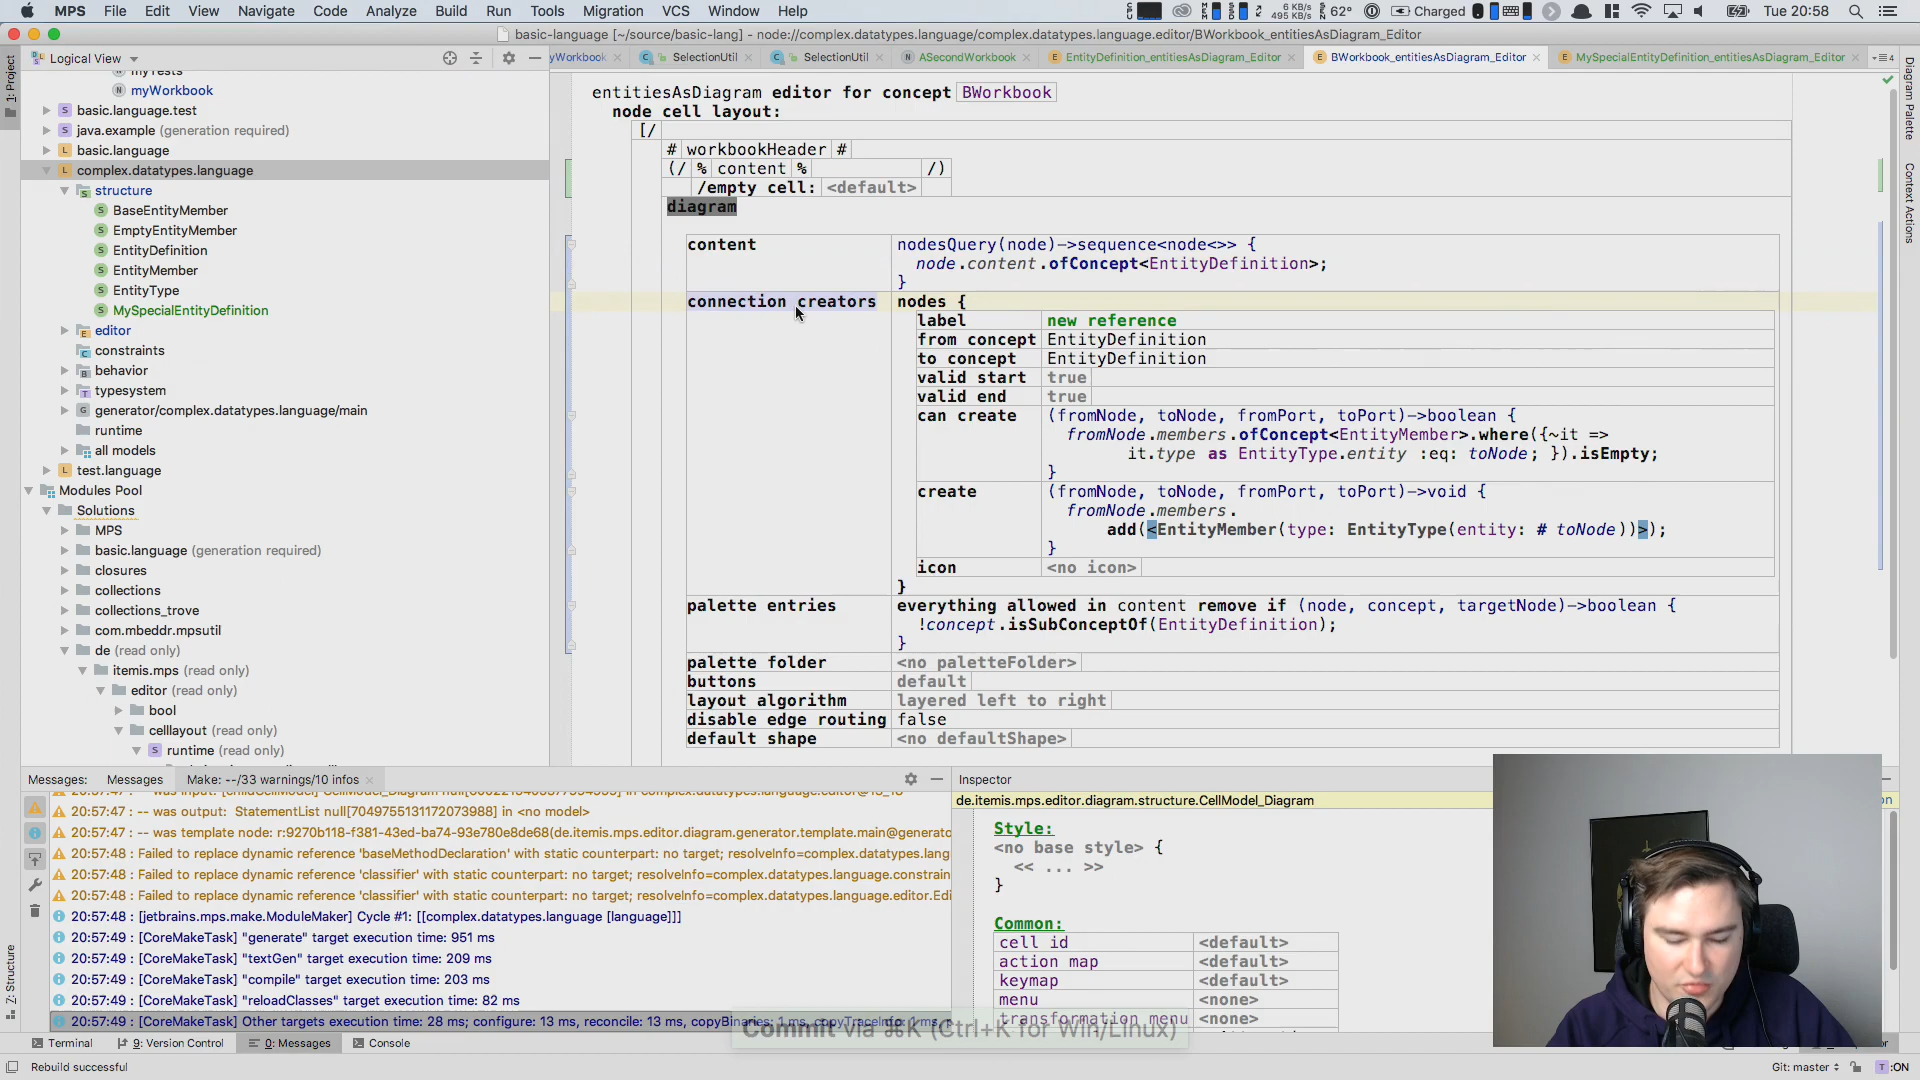 MPS File Edit View Navigate Code Analyze Build Run Tools Migration VCS Window Help
6 KB/s
495 KB/s
62° Charged Tue 20:58
basic-language [~/source/basic-lang] - node://complex.datatypes.language/complex.datatypes.language.editor/BWorkbook_entitiesAsDiagram_Editor
Logical View
yWorkbook SelectionUtil SelectionUtil ASecondWorkbook EntityDefinition_entitiesAsDiagram_Editor BWorkbook_entitiesAsDiagram_Editor MySpecialEntityDefinition_entitiesAsDiagram_Editor
1: Project
myTests
myWorkbook
basic.language.test
java.example (generation required)
basic.language
complex.datatypes.language
structure
BaseEntityMember
EmptyEntityMember
EntityDefinition
EntityMember
EntityType
MySpecialEntityDefinition
editor
constraints
behavior
typesystem
generator/complex.datatypes.language/main
runtime
all models
test.language
Modules Pool
Solutions
MPS
basic.language (generation required)
closures
collections
collections_trove
com.mbeddr.mpsutil
de (read only)
itemis.mps (read only)
editor (read only)
bool
celllayout (read only)
runtime (read only)
entitiesAsDiagram editor for concept BWorkbook
node cell layout:
[/
# workbookHeader #
(/ % content % /)
/empty cell: <default>
diagram
content nodesQuery(node)->sequence<node<>> {
node.content.ofConcept<EntityDefinition>;
}
connection creators nodes {
label new reference
from concept EntityDefinition
to concept EntityDefinition
valid start true
valid end true
can create (fromNode, toNode, fromPort, toPort)->boolean {
fromNode.members.ofConcept<EntityMember>.where({~it =>
it.type as EntityType.entity :eq: toNode; }).isEmpty;
}
create (fromNode, toNode, fromPort, toPort)->void {
fromNode.members.
add(<EntityMember(type: EntityType(entity: # toNode))>);
}
icon <no icon>
}
palette entries everything allowed in content remove if (node, concept, targetNode)->boolean {
!concept.isSubConceptOf(EntityDefinition);
}
palette folder <no paletteFolder>
buttons default
layout algorithm layered left to right
disable edge routing false
default shape <no defaultShape>
Diagram Palette
Context Actions
Messages: Messages Make: --/33 warnings/10 infos
20:57:47 : -- was output: StatementList null[7049755131172073988] in <no model>
20:57:47 : -- was template node: r:9270b118-f381-43ed-ba74-93e780e8de68(de.itemis.mps.editor.diagram.generator.template.main@generato
20:57:48 : Failed to replace dynamic reference 'baseMethodDeclaration' with static counterpart: no target; resolveInfo=complex.datatypes.lang
20:57:48 : Failed to replace dynamic reference 'classifier' with static counterpart: no target; resolveInfo=complex.datatypes.language.constrain
20:57:48 : Failed to replace dynamic reference 'classifier' with static counterpart: no target; resolveInfo=complex.datatypes.language.editor.Edi
20:57:48 : [jetbrains.mps.make.ModuleMaker] Cycle #1: [[complex.datatypes.language [language]]]
20:57:49 : [CoreMakeTask] "generate" target execution time: 951 ms
20:57:49 : [CoreMakeTask] "textGen" target execution time: 209 ms
20:57:49 : [CoreMakeTask] "compile" target execution time: 203 ms
20:57:49 : [CoreMakeTask] "reloadClasses" target execution time: 82 ms
20:57:49 : [CoreMakeTask] Other targets execution time: 28 ms; configure: 13 ms, reconcile: 13 ms, copyBinaries: 1 ms, copyTraceInfo: 1 ms,
Inspector
de.itemis.mps.editor.diagram.structure.CellModel_Diagram
Style:
<no base style> {
<< ... >>
}
Common:
cell id <default>
action map <default>
keymap <default>
menu <none>
transformation menu <none>
Commit via ⌘K (Ctrl+K for Win/Linux)
Z: Structure
Terminal 9: Version Control 0: Messages Console
Rebuild successful
Git: master T :ON